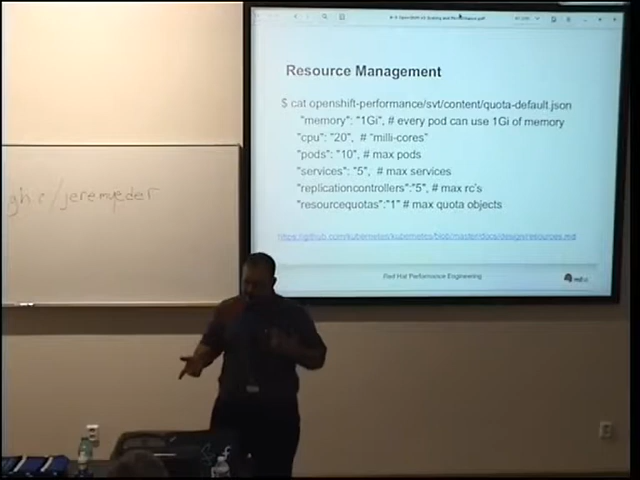 Resource Management
$ cat openshift-performance/svt/content/quota-default.json
"memory": "1Gi", # every pod can use 1Gi of memory
"cpu": "20", # "milli-cores"
"pods": "10", # max pods
"services": "5", # max services
"replicationcontrollers":"5", # max rc's
"resourcequotas":"1" # max quota objects
https://github.com/kubernetes/kubernetes/blob/master/docs/design/resources.md
Red Hat Performance Engineering
gh.c/jeremyeder